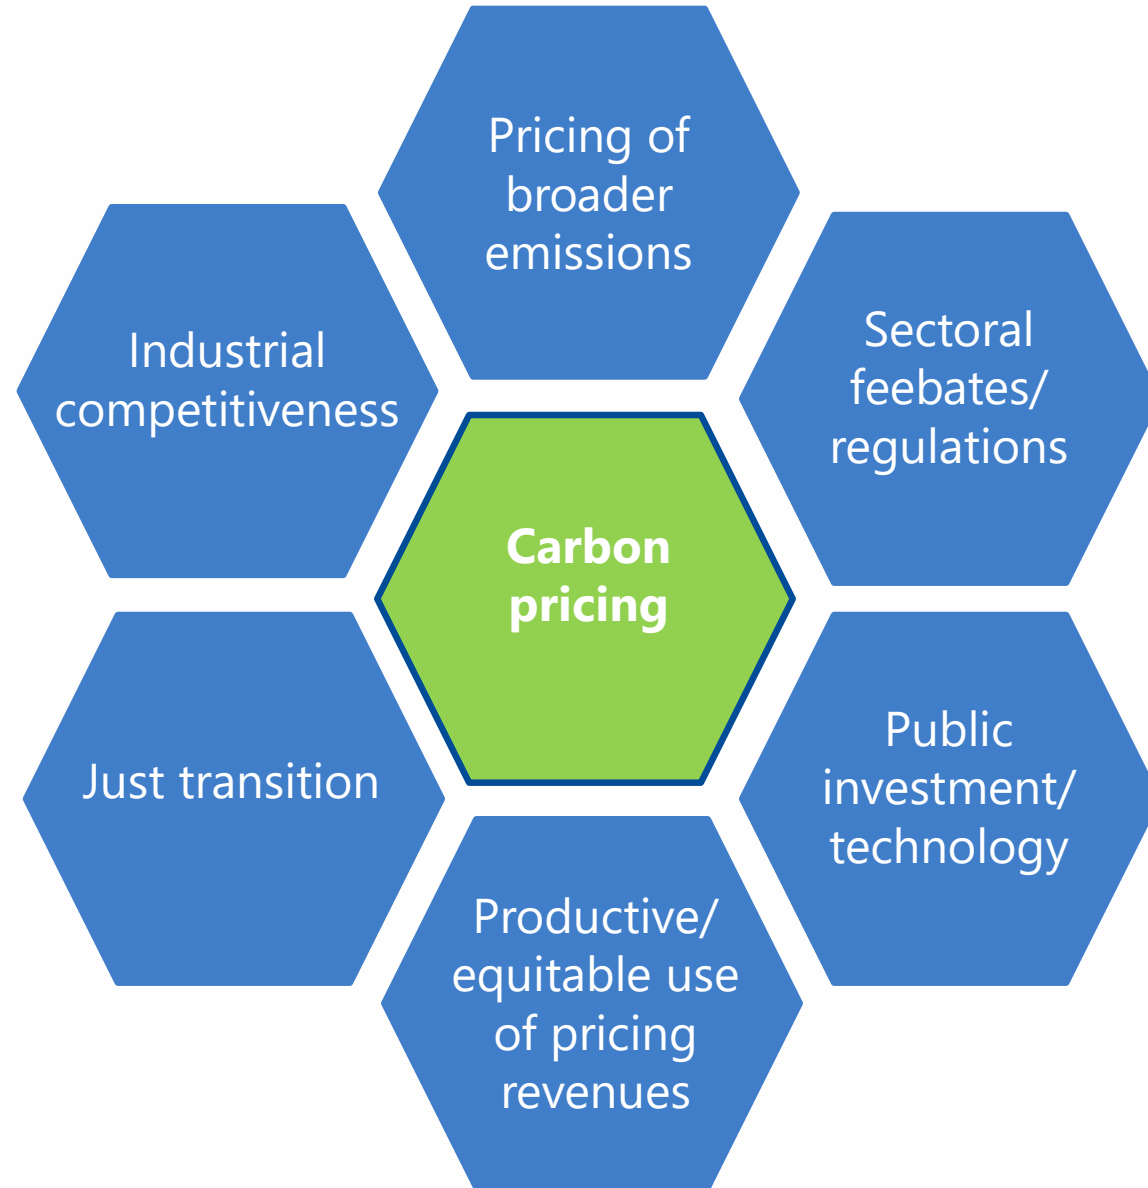 Pricing of
broader
emissions
Sectoral
feebates/
regulations
Industrial
competitiveness
Carbon
pricing
Public
investment/
technology
Just transition
Productive/
equitable use
of pricing
revenues